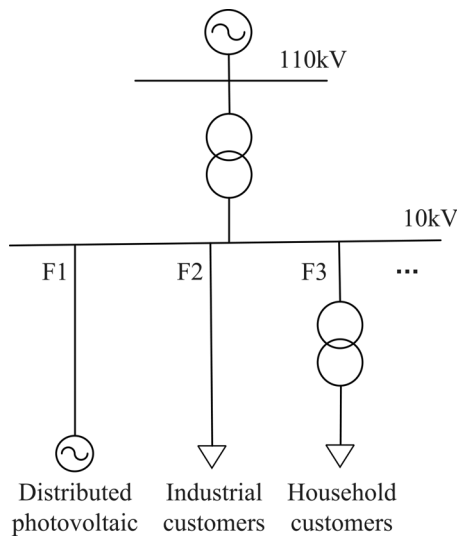 110kV
10kV
F1
F2
F3
...
Distributed
photovoltaic
Industrial
customers
Household
customers